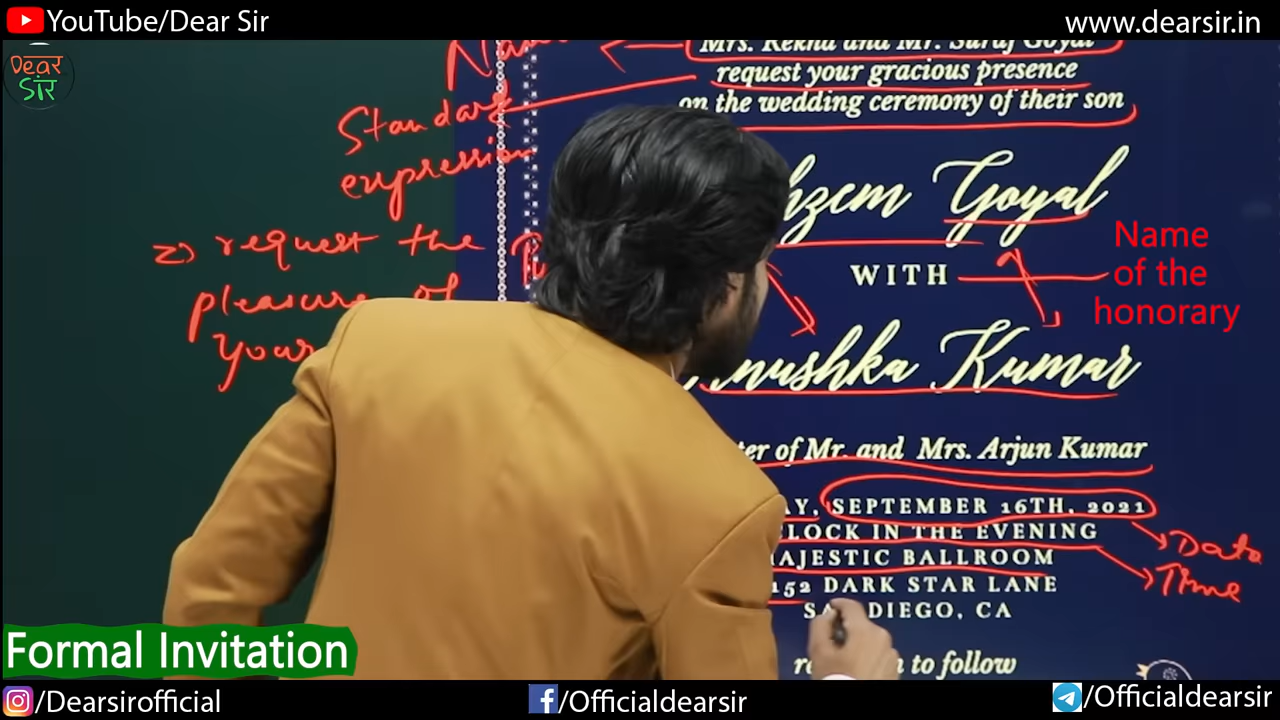 YouTube/Dear Sir
www.dearsir.in
Dear
सिर
Mrs. Rekha and Mr. Suraj Goyal
request your gracious presence
on the wedding ceremony of their son
Standard
expression
2) request the
pleasure of
your
Goyal
WITH
Name
of the
honorary
Kumar
of Mr. and Mrs. Arjun Kumar
SEPTEMBER 16TH, 2021
IN THE EVENING
BALLROOM
152 DARK STAR LANE
DIEGO, CA
to follow
Date
Time
Formal Invitation
/Dearsirofficial
/Officialdearsir
/Officialdearsir